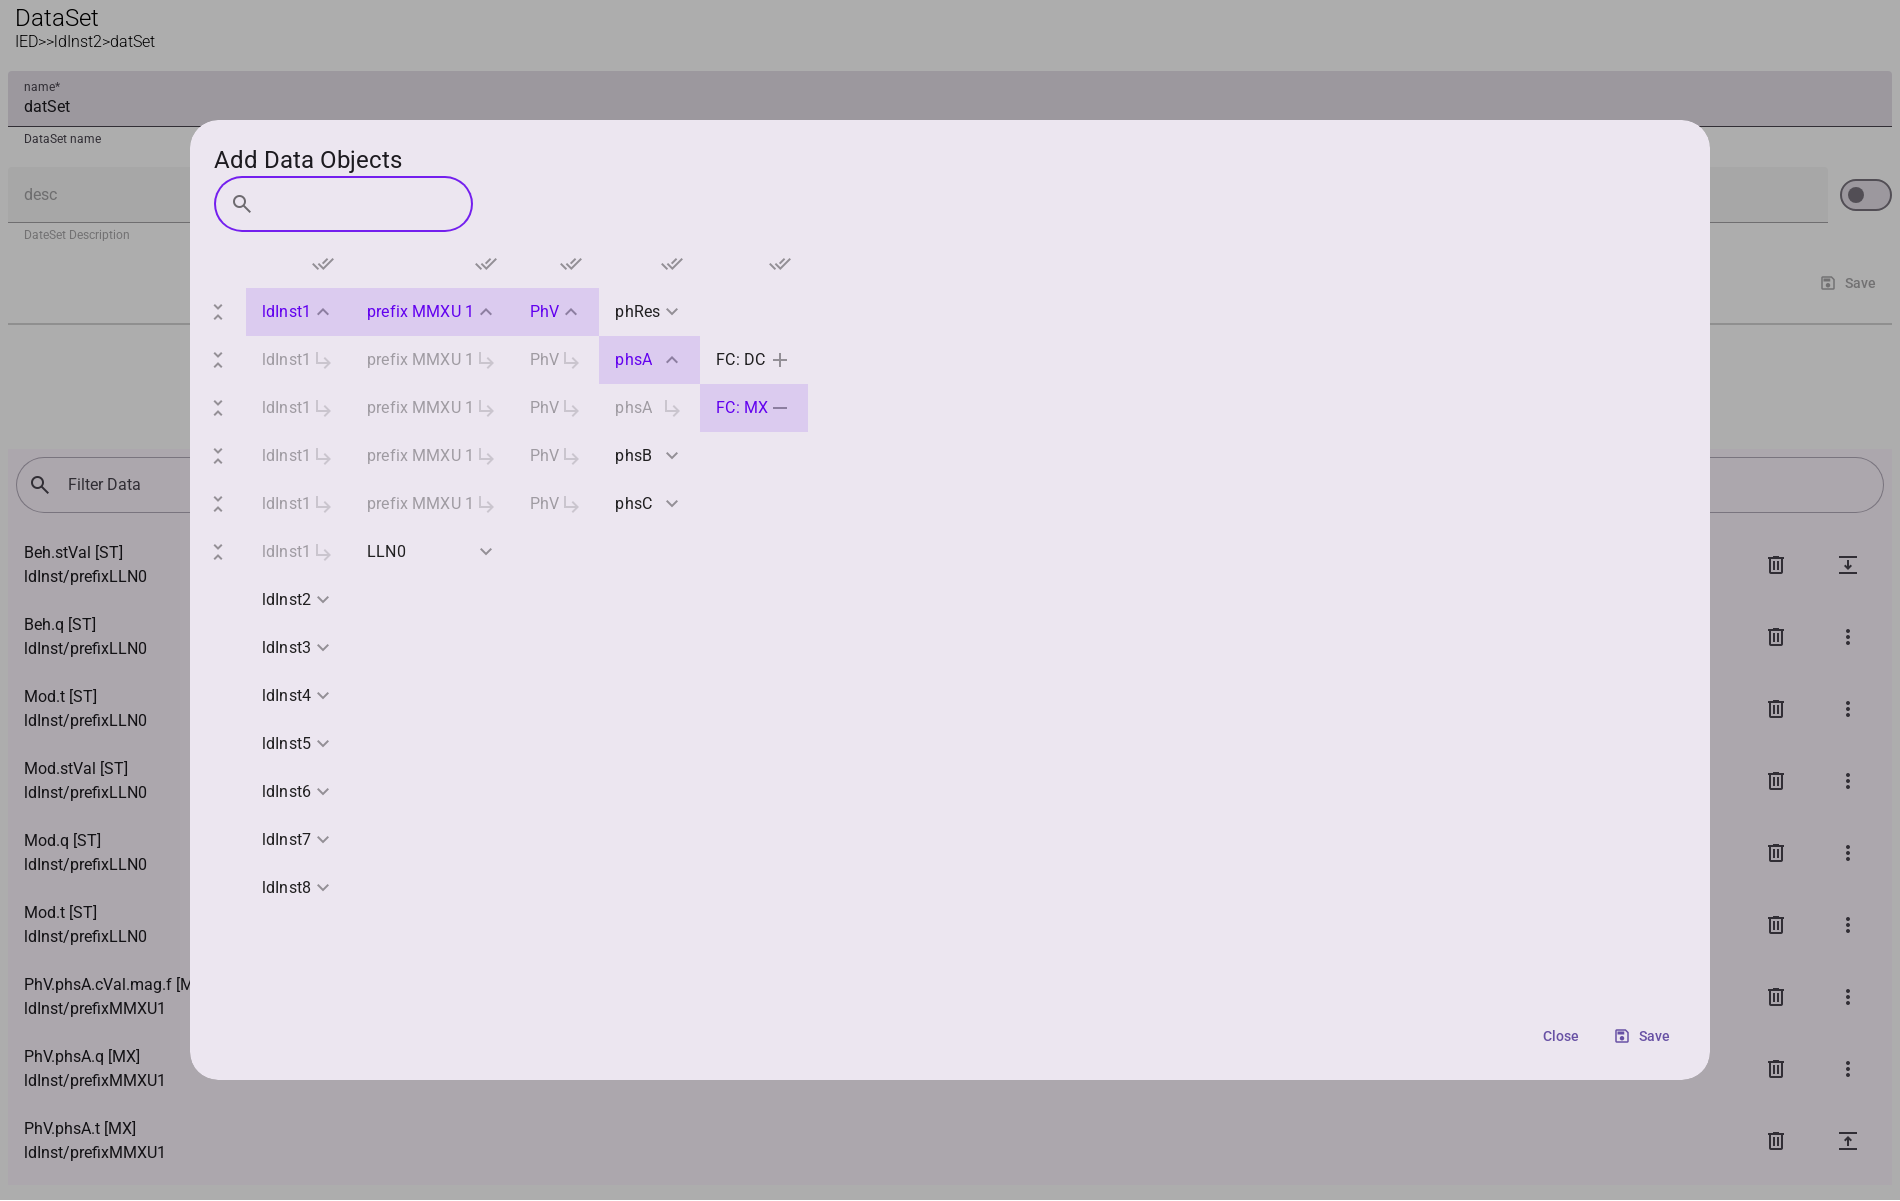 DataSet
IED>>ldInst2>datSet
name*
datSet
DataSet name
desc
DateSet Description
Save
Add Data Objects
ldInst1 prefix MMXU 1 PhV phRes
ldInst1 prefix MMXU 1 PhV phsA FC: DC
ldInst1 prefix MMXU 1 PhV phsA FC: MX
ldInst1 prefix MMXU 1 PhV phsB
ldInst1 prefix MMXU 1 PhV phsC
ldInst1 LLN0
ldInst2
ldInst3
ldInst4
ldInst5
ldInst6
ldInst7
ldInst8
Close Save
Filter Data
Beh.stVal [ST]
ldInst/prefixLLN0
Beh.q [ST]
ldInst/prefixLLN0
Mod.t [ST]
ldInst/prefixLLN0
Mod.stVal [ST]
ldInst/prefixLLN0
Mod.q [ST]
ldInst/prefixLLN0
Mod.t [ST]
ldInst/prefixLLN0
PhV.phsA.cVal.mag.f [M
ldInst/prefixMMXU1
PhV.phsA.q [MX]
ldInst/prefixMMXU1
PhV.phsA.t [MX]
ldInst/prefixMMXU1